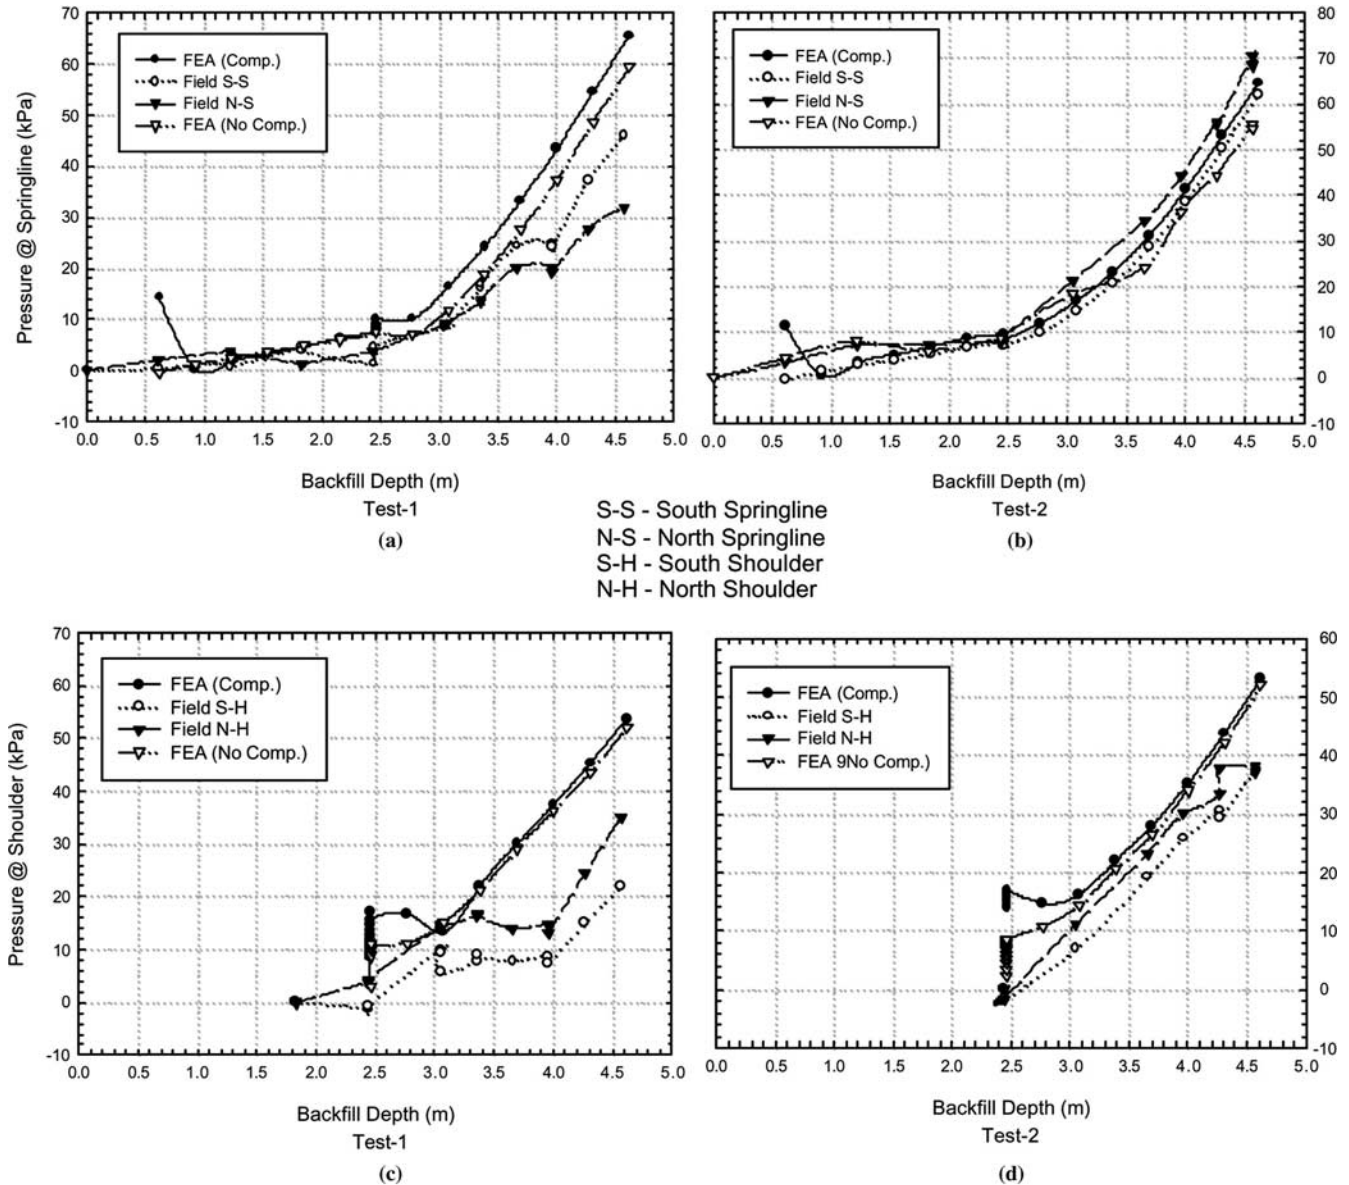 70
60
50
40
30
20
10
0
-10
Pressure @ Springline (kPa)
FEA (Comp.)
Field S-S
Field N-S
FEA (No Comp.)
0.0 0.5 1.0 1.5 2.0 2.5 3.0 3.5 4.0 4.5 5.0
Backfill Depth (m)
Test-1
(a)
FEA (Comp.)
Field S-S
Field N-S
FEA (No Comp.)
80
70
60
50
40
30
20
10
0
-10
0.0 0.5 1.0 1.5 2.0 2.5 3.0 3.5 4.0 4.5 5.0
Backfill Depth (m)
Test-2
(b)
S-S - South Springline
N-S - North Springline
S-H - South Shoulder
N-H - North Shoulder
70
60
50
40
30
20
10
0
-10
Pressure @ Shoulder (kPa)
FEA (Comp.)
Field S-H
Field N-H
FEA (No Comp.)
0.0 0.5 1.0 1.5 2.0 2.5 3.0 3.5 4.0 4.5 5.0
Backfill Depth (m)
Test-1
(c)
FEA (Comp.)
Field S-H
Field N-H
FEA 9No Comp.)
60
50
40
30
20
10
0
-10
0.0 0.5 1.0 1.5 2.0 2.5 3.0 3.5 4.0 4.5 5.0
Backfill Depth (m)
Test-2
(d)